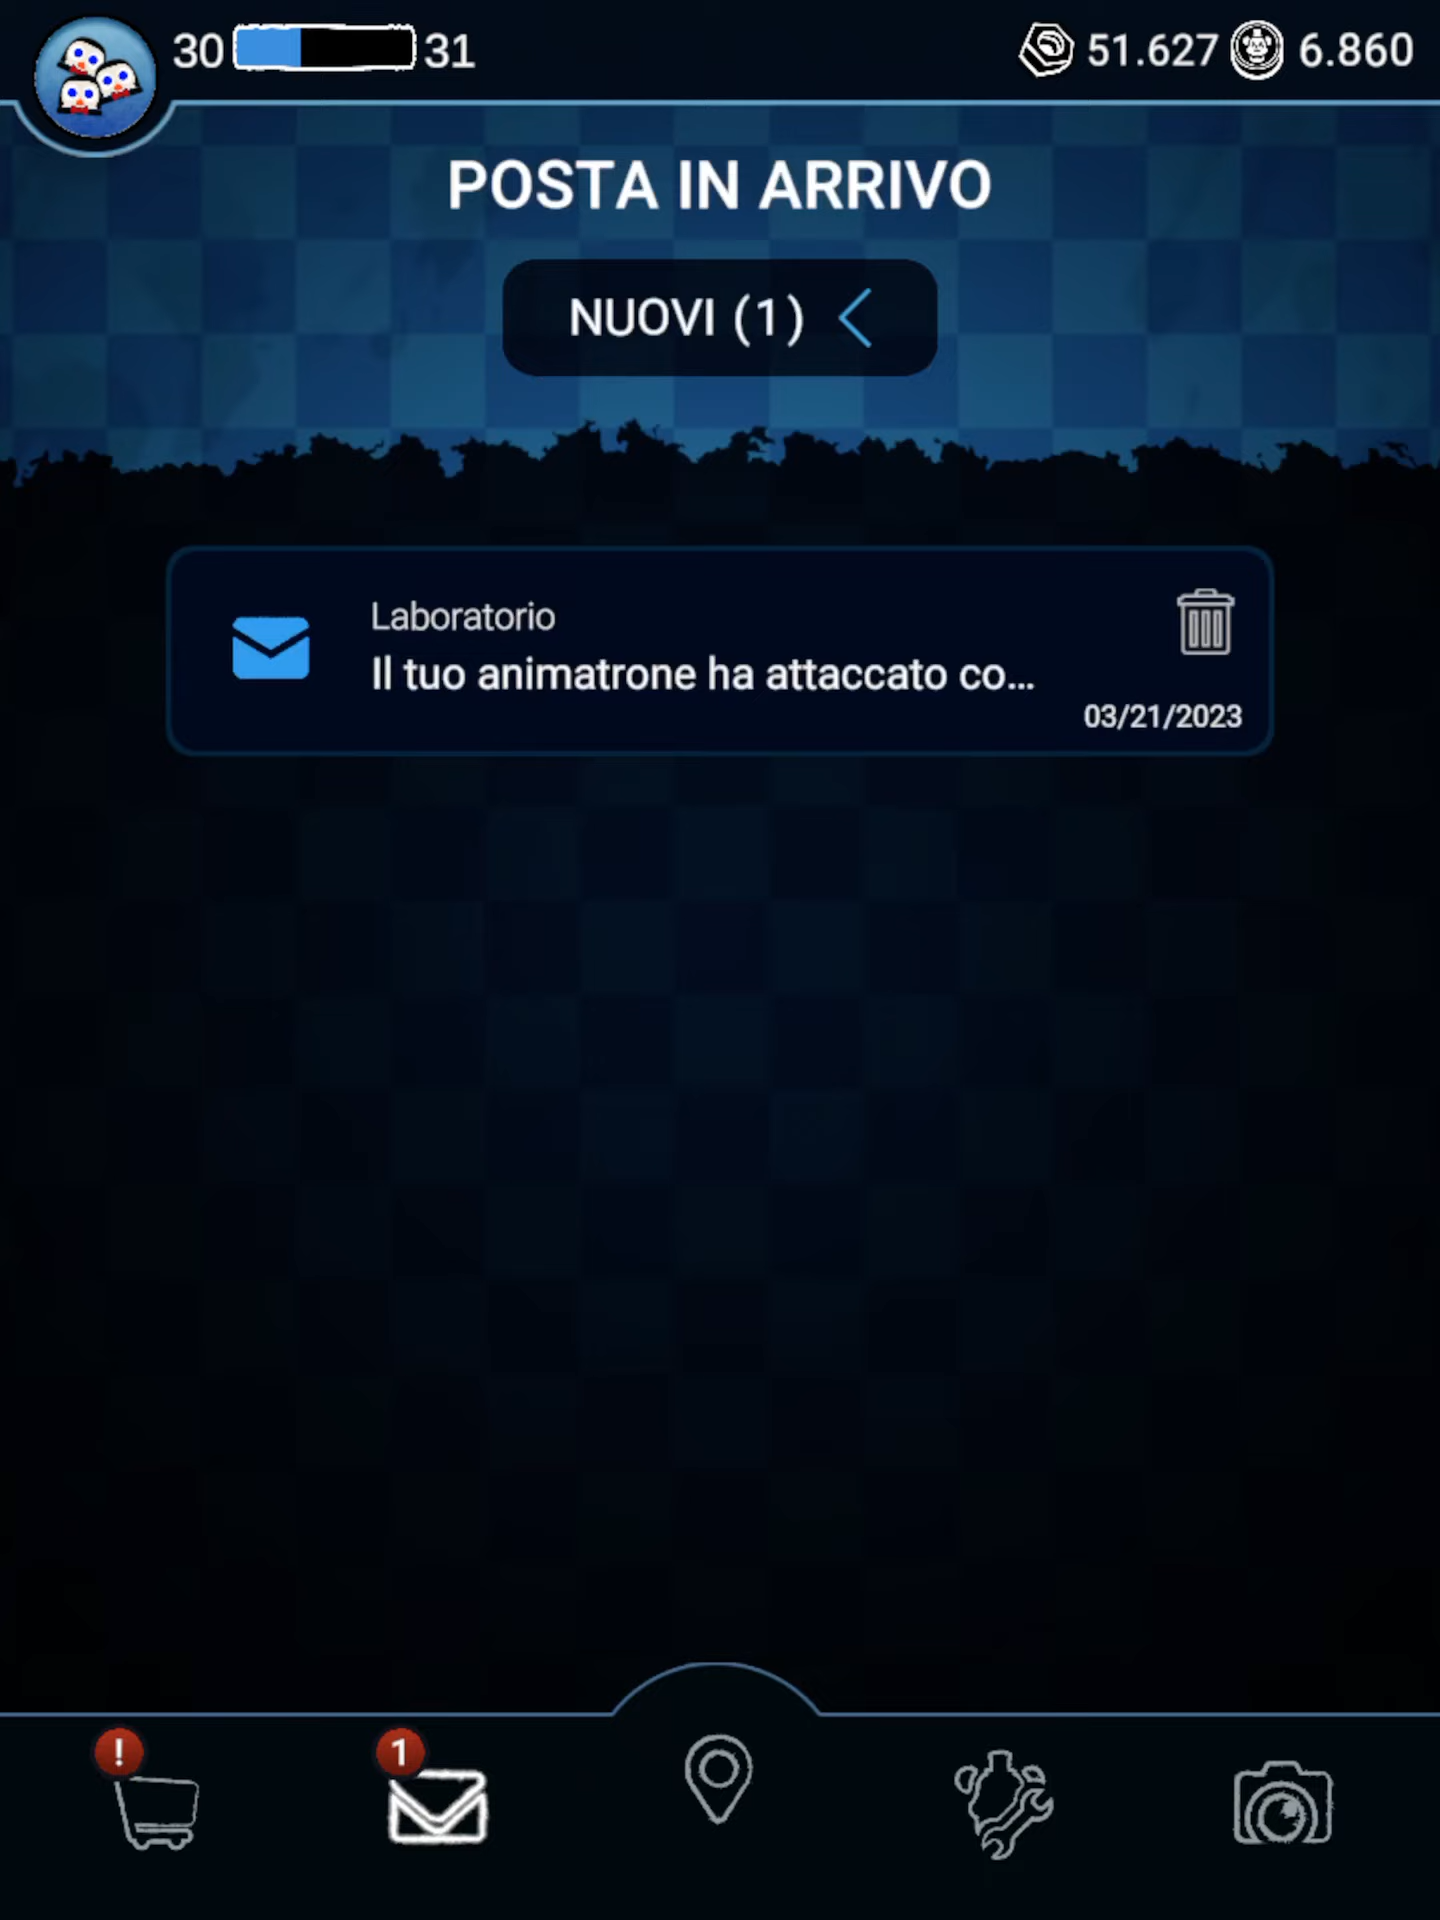 30 31 51.627 6.860
POSTA IN ARRIVO
NUOVI (1)
Laboratorio
Il tuo animatrone ha attaccato co...
03/21/2023
! 1